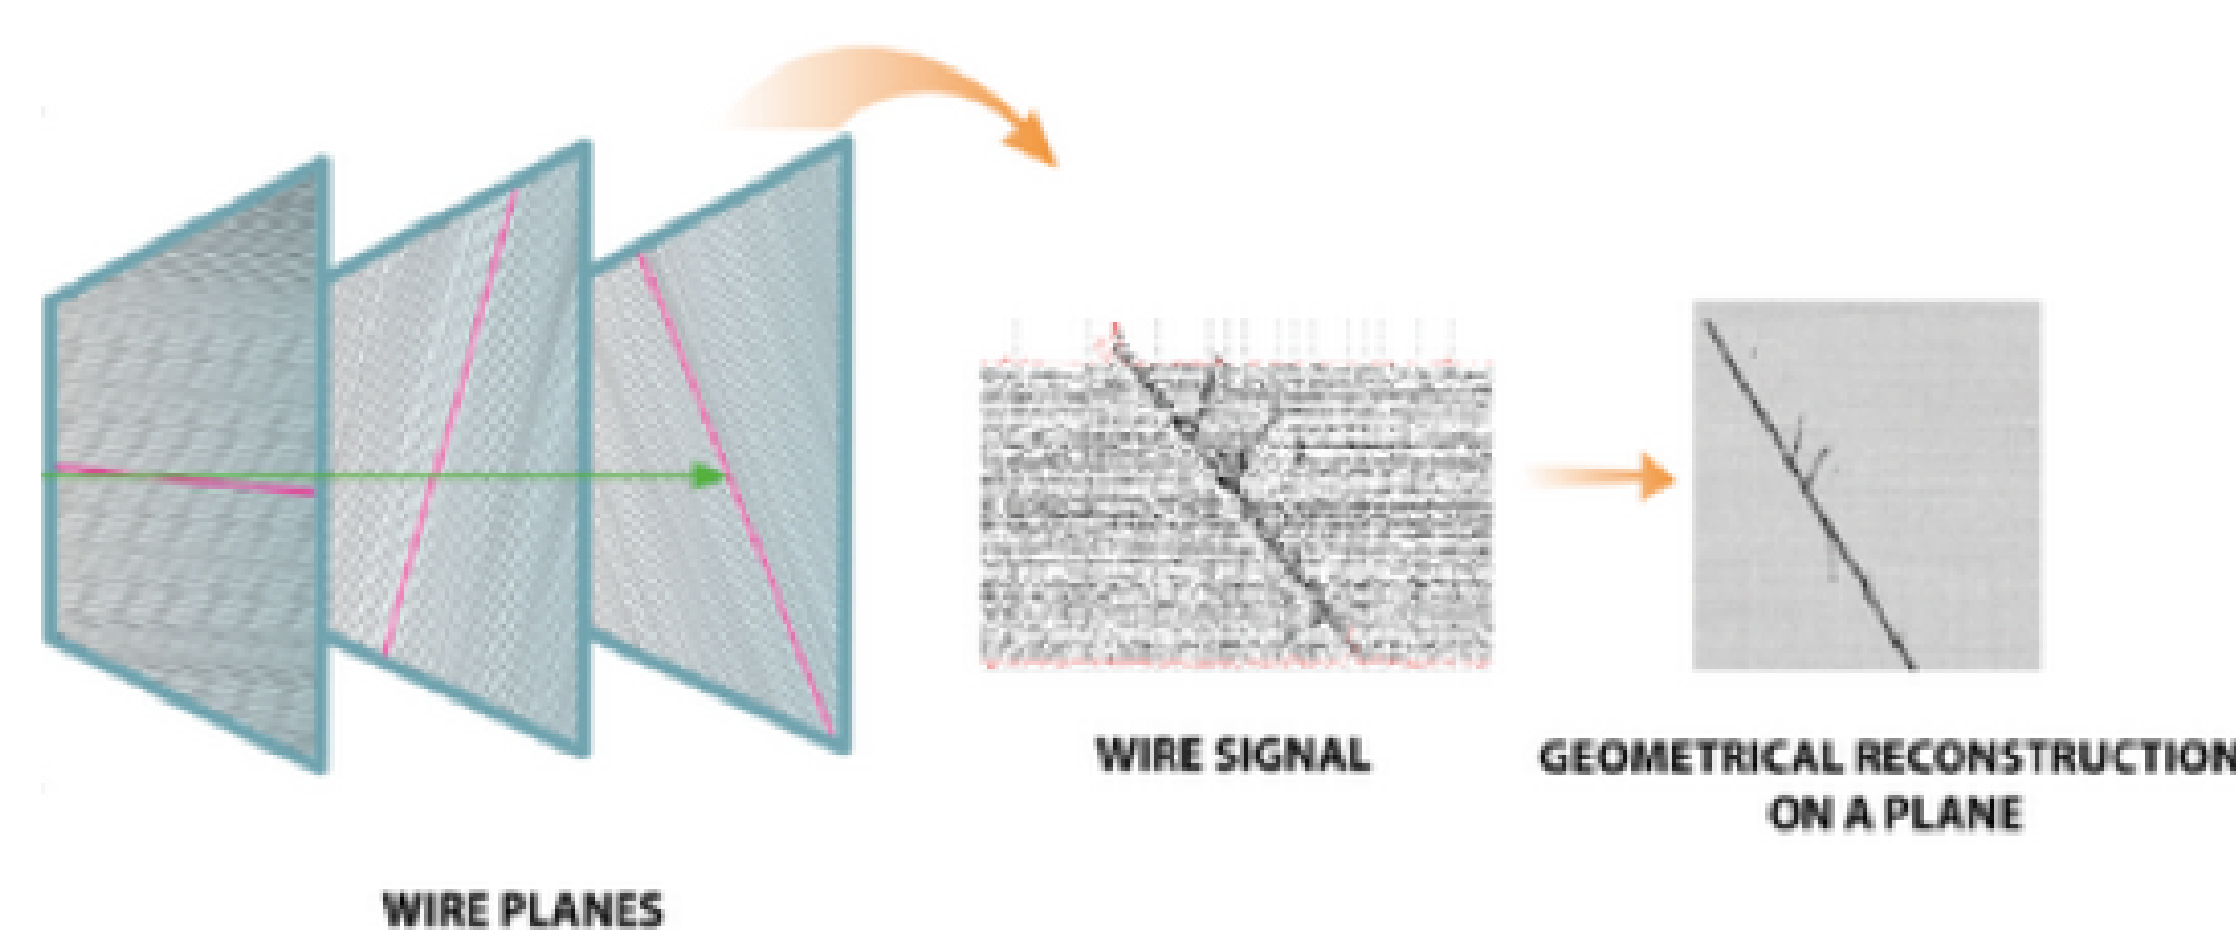 WIRE SIGNAL
GEOMETRICAL RECONSTRUCTION
ON A PLANE
WIRE PLANES